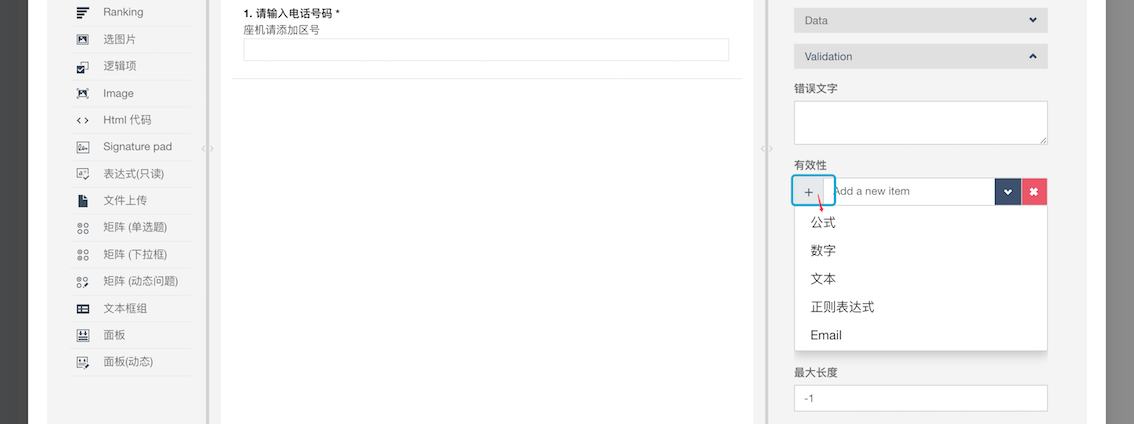 Ranking
选图片
逻辑项
Image
Html 代码
Signature pad
表达式(只读)
文件上传
矩阵 (单选题)
矩阵 (下拉框)
矩阵 (动态问题)
文本框组
面板
面板(动态)
1. 请输入电话号码 *
座机请添加区号
Data
Validation
错误文字
有效性
+ Add a new item
公式
数字
文本
正则表达式
Email
最大长度
-1